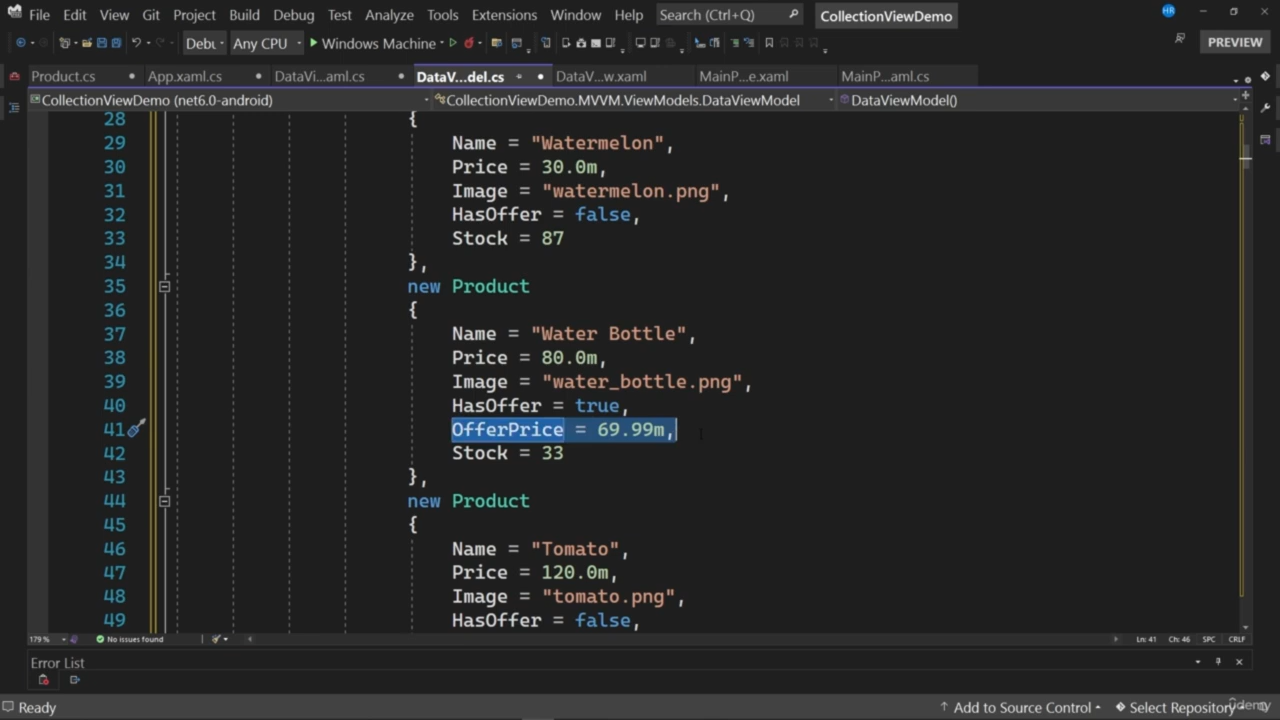 File Edit View Git Project Build Debug Test Analyze Tools Extensions Window Help Search (Ctrl+Q) CollectionViewDemo HR
Debu Any CPU Windows Machine PREVIEW
Product.cs App.xaml.cs DataVi...aml.cs DataV...del.cs DataV...w.xaml MainP...e.xaml MainP...aml.cs
CollectionViewDemo (net6.0-android) CollectionViewDemo.MVVM.ViewModels.DataViewModel DataViewModel()
28 {
29 Name = "Watermelon",
30 Price = 30.0m,
31 Image = "watermelon.png",
32 HasOffer = false,
33 Stock = 87
34 },
35 new Product
36 {
37 Name = "Water Bottle",
38 Price = 80.0m,
39 Image = "water_bottle.png",
40 HasOffer = true,
41 OfferPrice = 69.99m,
42 Stock = 33
43 },
44 new Product
45 {
46 Name = "Tomato",
47 Price = 120.0m,
48 Image = "tomato.png",
49 HasOffer = false,
179 % No issues found Ln: 41 Ch: 46 SPC CRLF
Error List
Ready Add to Source Control Select Repository
Udemy